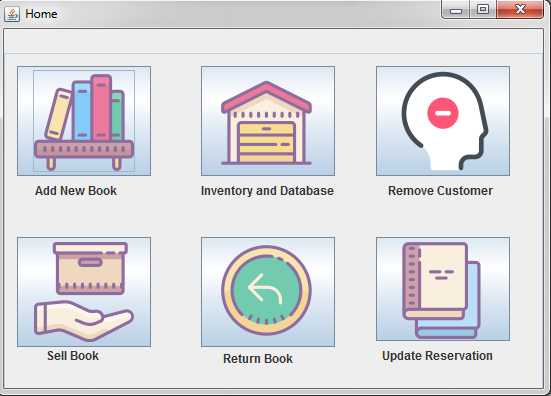 Home
Add New Book
Inventory and Database
Remove Customer
Sell Book
Return Book
Update Reservation